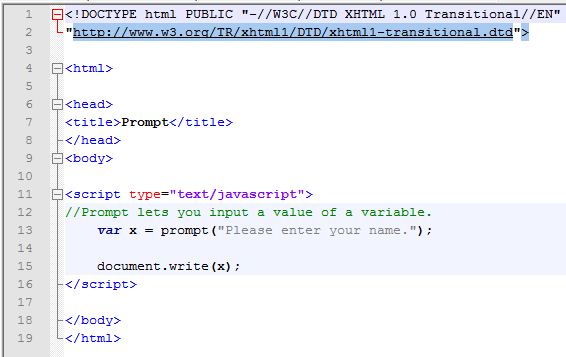 1 <!DOCTYPE html PUBLIC "-//W3C//DTD XHTML 1.0 Transitional//EN"
2 "http://www.w3.org/TR/xhtml1/DTD/xhtml1-transitional.dtd">
3
4 <html>
5
6 <head>
7 <title>Prompt</title>
8 </head>
9 <body>
10
11 <script type="text/javascript">
12 //Prompt lets you input a value of a variable.
13 var x = prompt("Please enter your name.");
14
15 document.write(x);
16 </script>
17
18 </body>
19 </html>